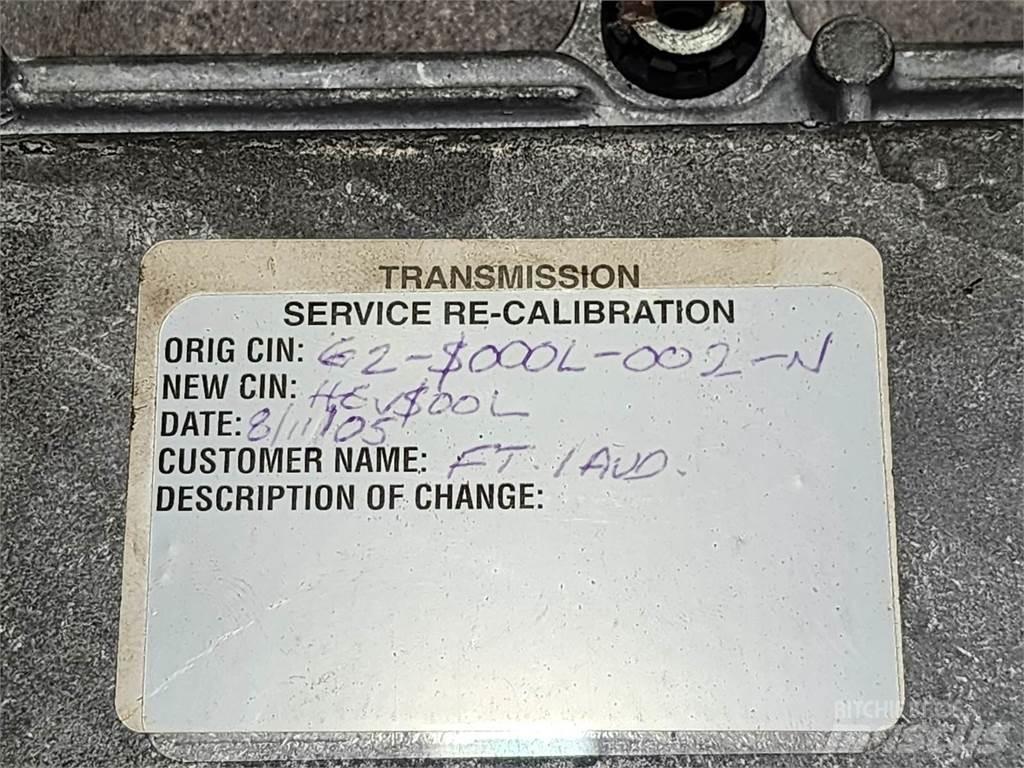 TRANSMISSION
SERVICE RE-CALIBRATION
ORIG CIN: G2-$000L-002-N
NEW CIN: HEV$00L
DATE: 8/11/05
CUSTOMER NAME: FT.
DESCRIPTION OF CHANGE: